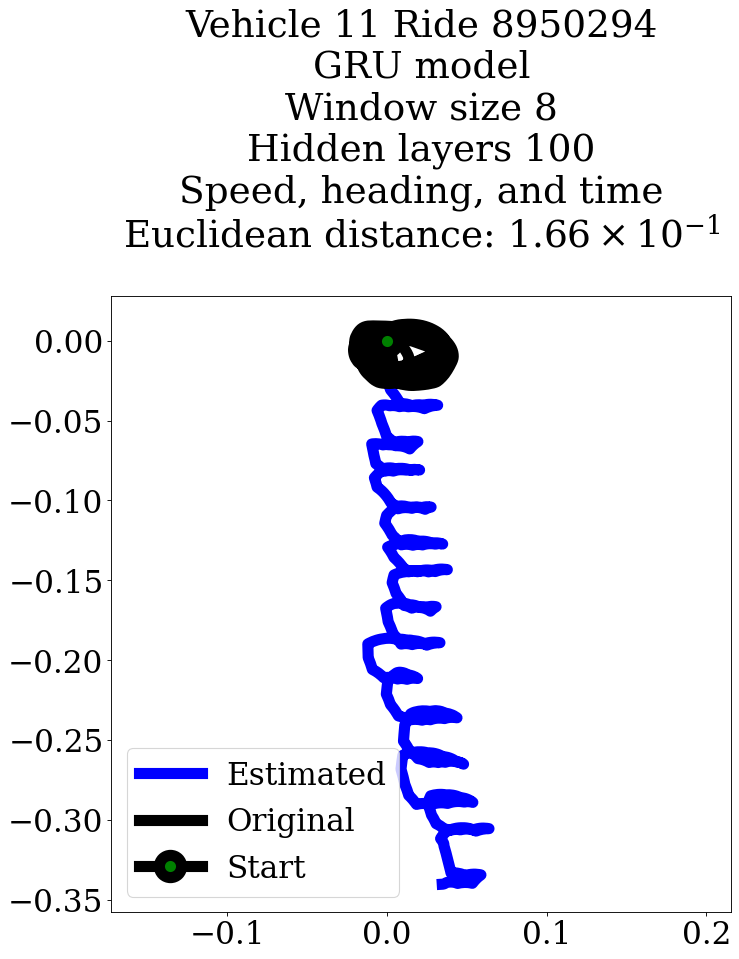 Vehicle 11 Ride 8950294
GRU model
Window size 8
Hidden layers 100
Speed, heading, and time
Euclidean distance: 1.66 × 10⁻¹
0.00
−0.05
−0.10
−0.15
−0.20
−0.25
−0.30
−0.35
Estimated
Original
Start
−0.1 0.0 0.1 0.2